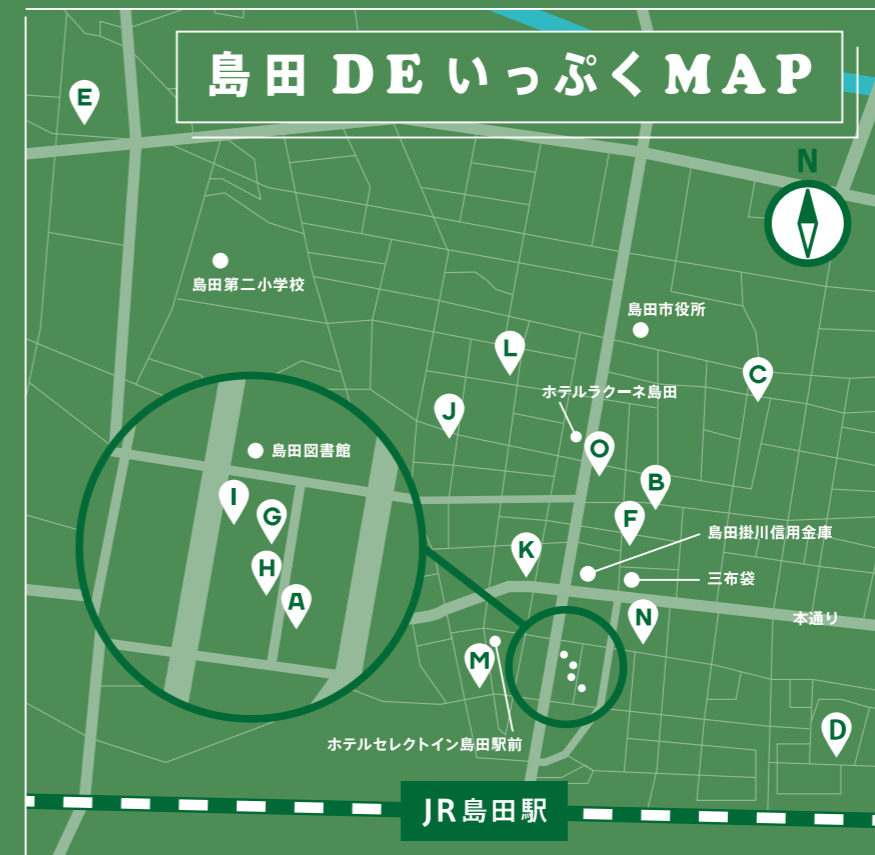 島田 DE いっぷく MAP
E
N
島田第二小学校
島田市役所
L
C
ホテルラクーネ島田
J
O
島田図書館
B
I
G
F
島田掛川信用金庫
K
H
三布袋
A
N
本通り
M
D
ホテルセレクトイン島田駅前
JR島田駅